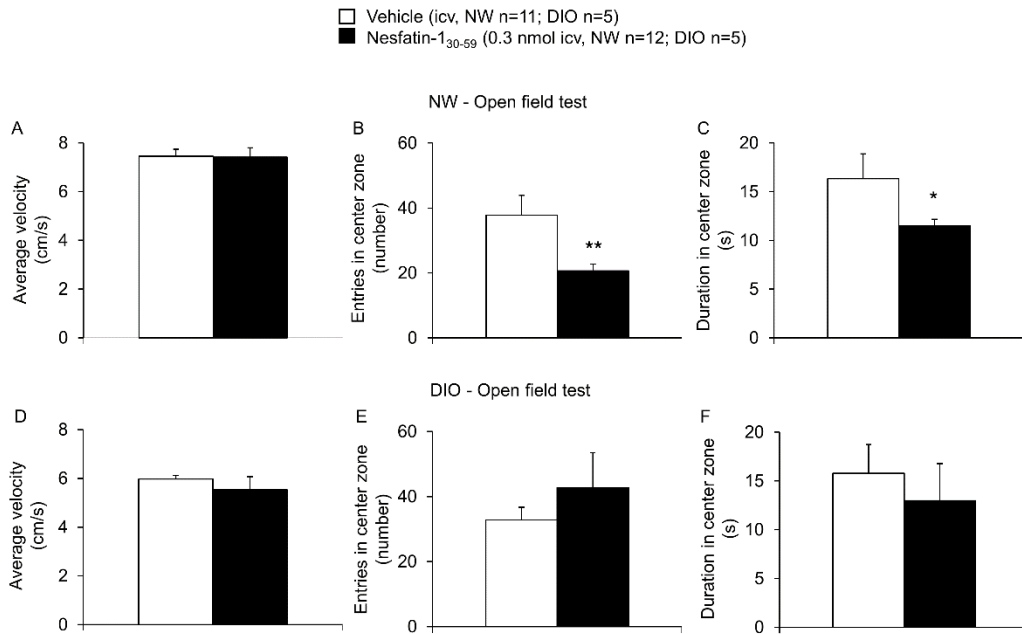 Vehicle (icv, NW n=11; DIO n=5)
Nesfatin-1₃₀₋₅₉ (0.3 nmol icv, NW n=12; DIO n=5)
NW - Open field test
A
Average velocity
(cm/s)
8
6
4
2
0
B
Entries in center zone
(number)
60
40
20
0
**
C
Duration in center zone
(s)
20
15
10
5
0
*
DIO - Open field test
D
Average velocity
(cm/s)
8
6
4
2
0
E
Entries in center zone
(number)
60
40
20
0
F
Duration in center zone
(s)
20
15
10
5
0